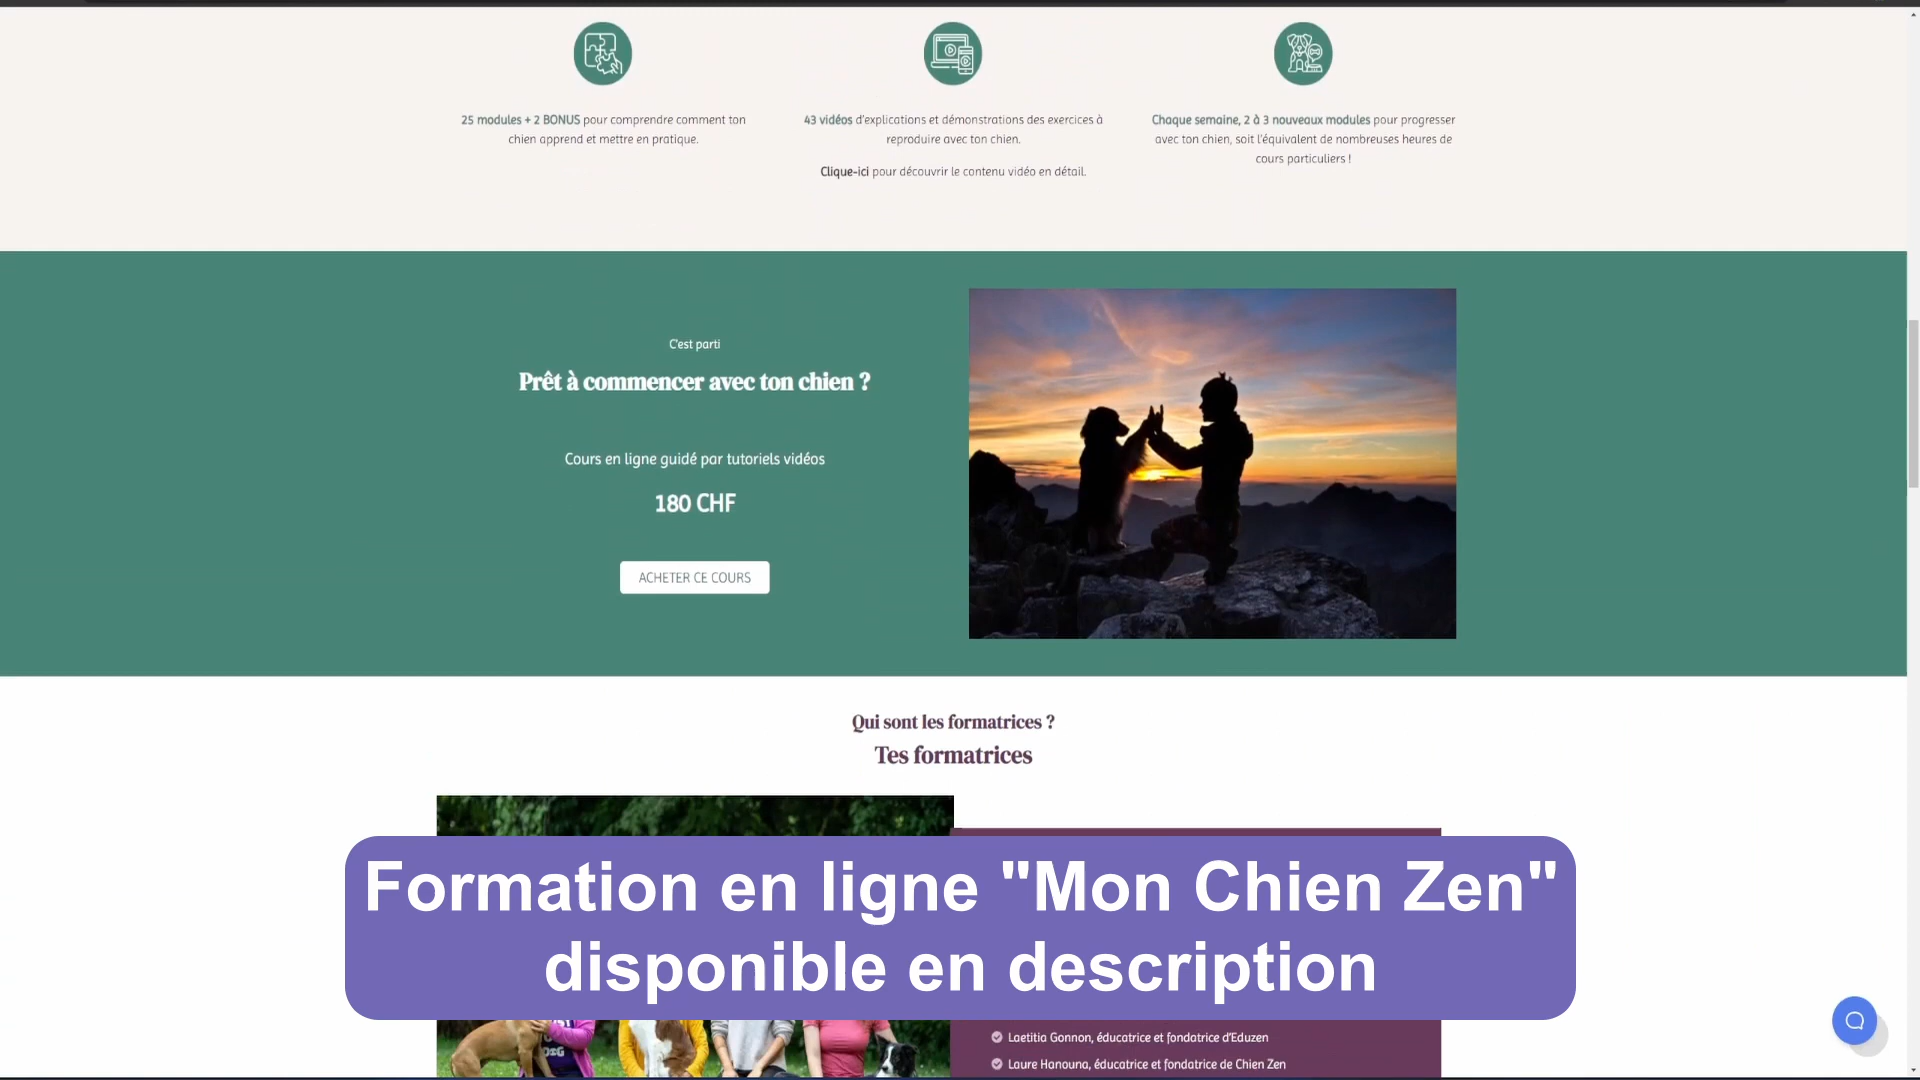 25 modules + 2 BONUS pour comprendre comment ton
chien apprend et mettre en pratique.
43 vidéos d'explications et démonstrations des exercices à
reproduire avec ton chien.
Clique-ici pour découvrir le contenu vidéo en détail.
Chaque semaine, 2 à 3 nouveaux modules pour progresser
avec ton chien, soit l'équivalent de nombreuses heures de
cours particuliers !
C'est parti
Prêt à commencer avec ton chien ?
Cours en ligne guidé par tutoriels vidéos
180 CHF
ACHETER CE COURS
Qui sont les formatrices ?
Tes formatrices
Formation en ligne "Mon Chien Zen"
disponible en description
Laetitia Gonnon, éducatrice et fondatrice d'Eduzen
Laure Hanouna, éducatrice et fondatrice de Chien Zen